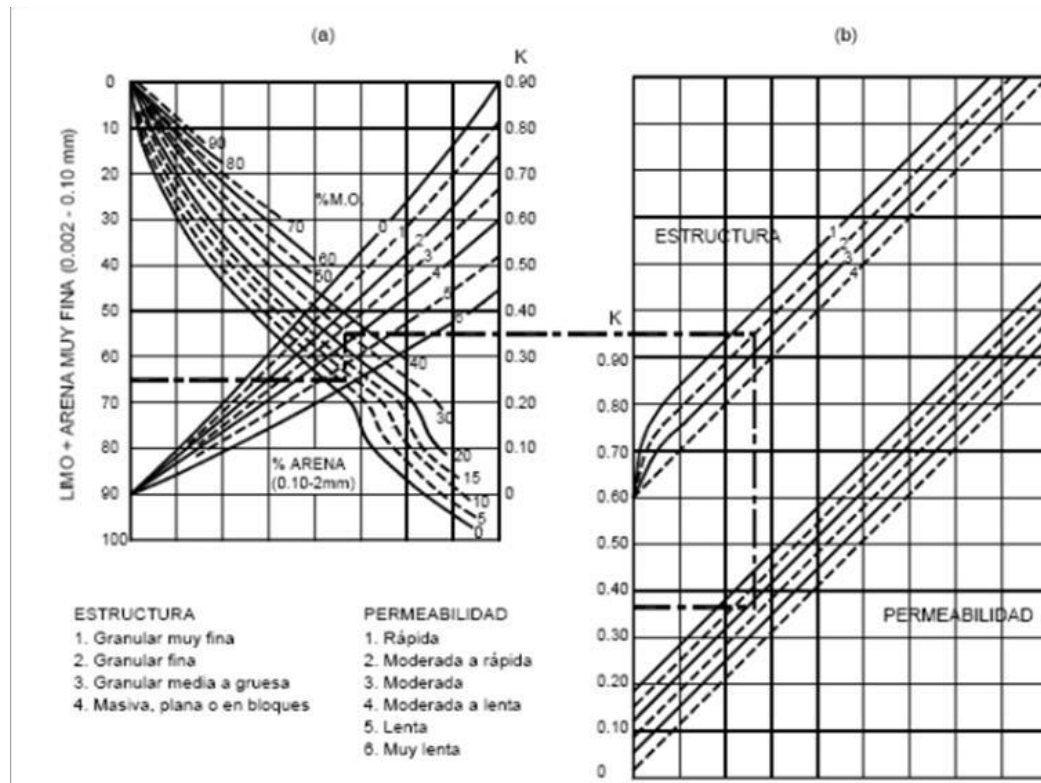 (a)
K
0
10
20
30
40
50
60
70
80
90
100
LIMO + ARENA MUY FINA (0.002 - 0.10 mm)
0.90
0.80
0.70
0.60
0.50
0.40
0.30
0.20
0.10
0
90
80
70
60
50
40
30
20
15
10
5
0
%M.O.
0
1
2
3
4
5
6
% ARENA
(0.10-2mm)
(b)
K
0.90
0.80
0.70
0.60
0.50
0.40
0.30
0.20
0.10
0
ESTRUCTURA
1
2
3
4
PERMEABILIDAD
ESTRUCTURA
1. Granular muy fina
2. Granular fina
3. Granular media a gruesa
4. Masiva, plana o en bloques
PERMEABILIDAD
1. Rápida
2. Moderada a rápida
3. Moderada
4. Moderada a lenta
5. Lenta
6. Muy lenta